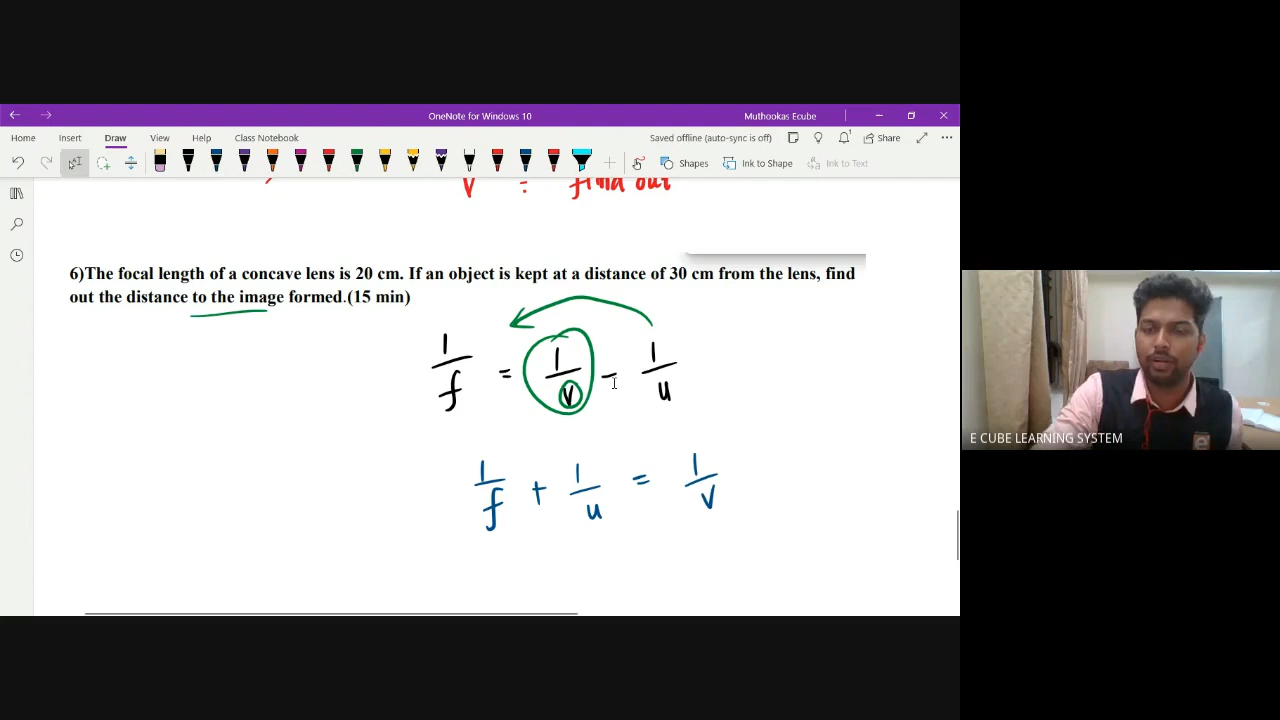 OneNote for Windows 10
Muthookas Ecube
Home Insert Draw View Help Class Notebook
Saved offline (auto-sync is off)
Share
Shapes
Ink to Shape
Ink to Text
v : find out
6)The focal length of a concave lens is 20 cm. If an object is kept at a distance of 30 cm from the lens, find
out the distance to the image formed.(15 min)
1/f = 1/v - 1/u
1/f + 1/u = 1/v
E CUBE LEARNING SYSTEM